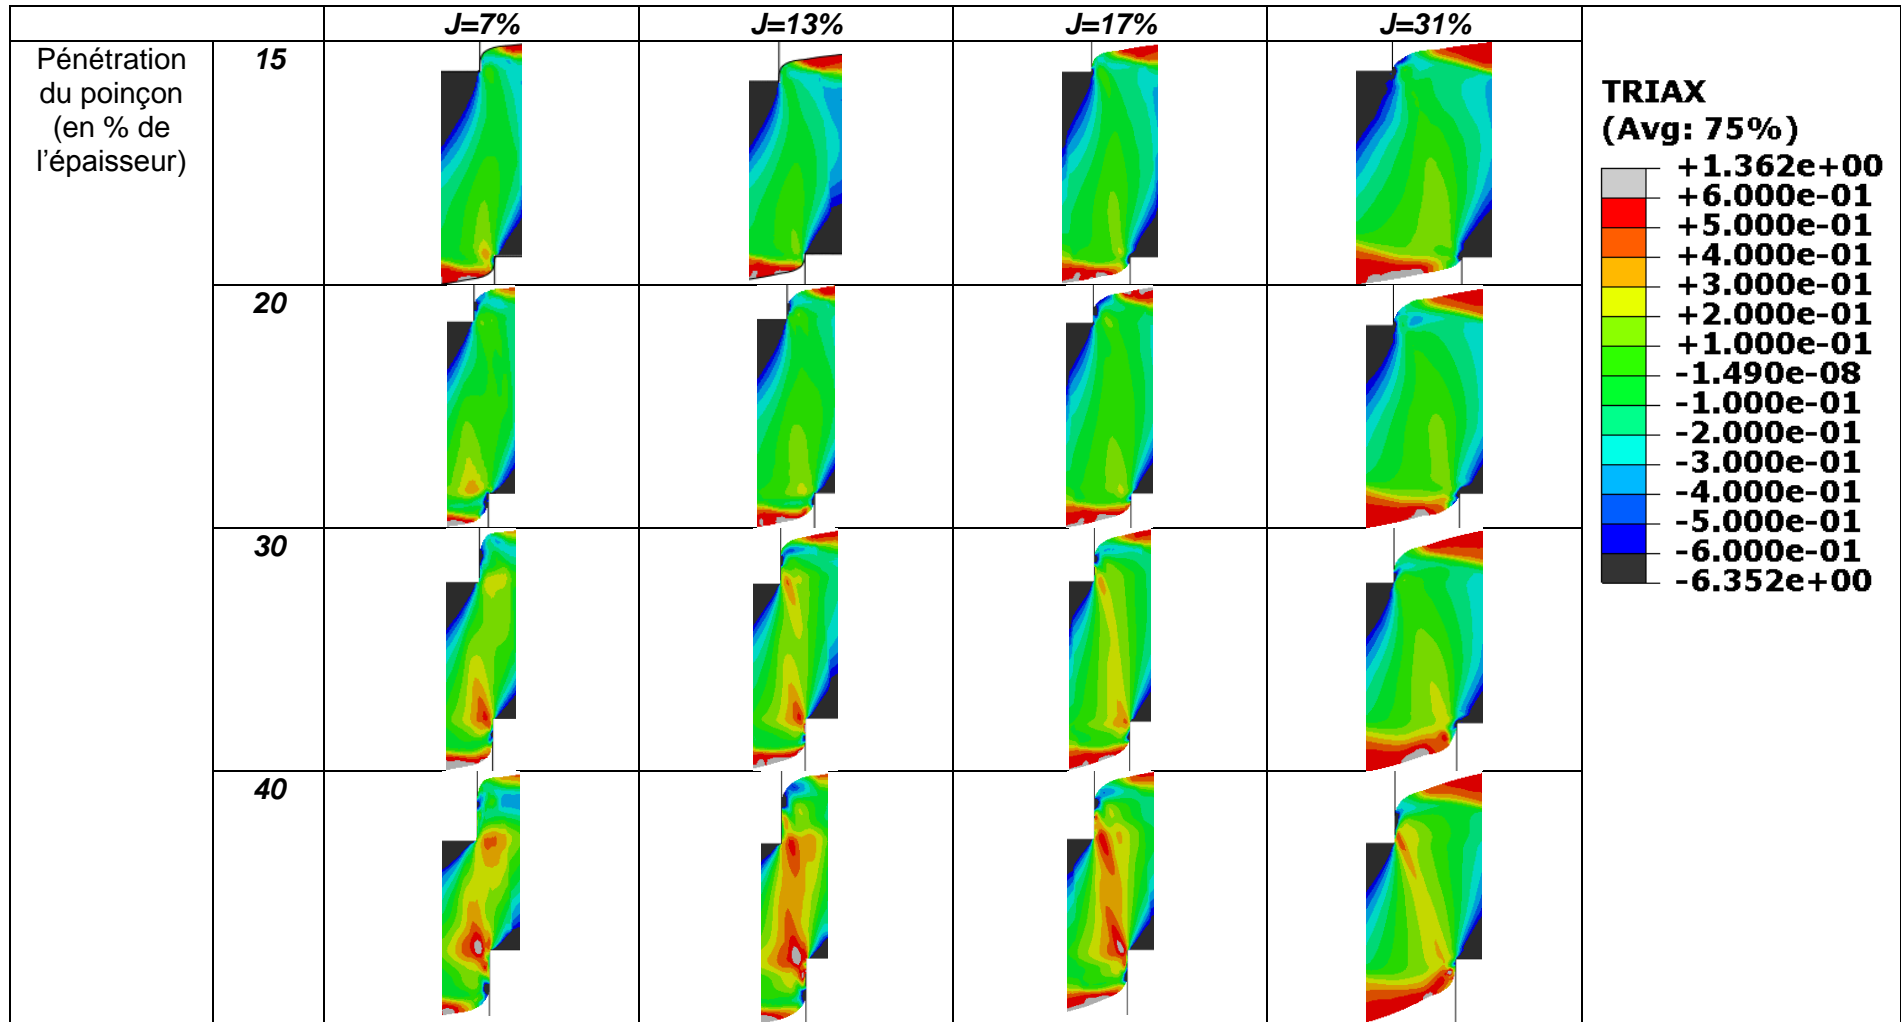 J=7% J=13% J=17% J=31%
Pénétration
du poinçon
(en % de
l'épaisseur)
15
20
30
40
TRIAX
(Avg: 75%)
+1.362e+00
+6.000e-01
+5.000e-01
+4.000e-01
+3.000e-01
+2.000e-01
+1.000e-01
-1.490e-08
-1.000e-01
-2.000e-01
-3.000e-01
-4.000e-01
-5.000e-01
-6.000e-01
-6.352e+00